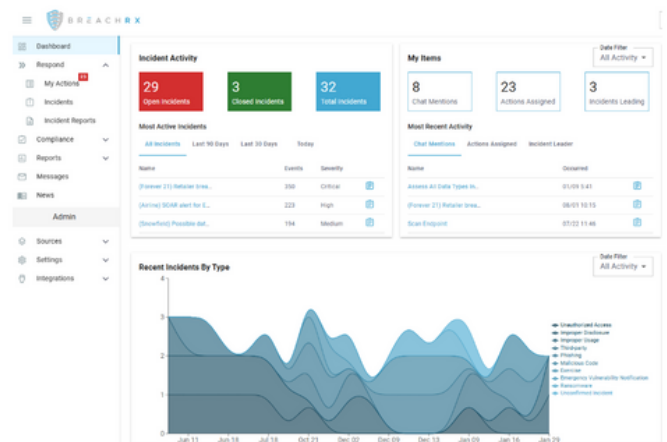 BREACHRX
Dashboard
Respond
My Actions
Incidents
Incident Reports
Compliance
Reports
Messages
News
Admin
Sources
Settings
Integrations
Incident Activity
29
Open Incidents
3
Closed Incidents
32
Total Incidents
Most Active Incidents
All Incidents Last 90 Days Last 30 Days Today
Name Events Severity
(Forever 21) Retailer brea... 350 Critical
(Airline) SOAR alert for E... 223 High
(Snowfield) Possible dat... 194 Medium
My Items
Date Filter
All Activity
8
Chat Mentions
23
Actions Assigned
3
Incidents Leading
Most Recent Activity
Chat Mentions Actions Assigned Incident Leader
Name Occurred
Assess All Data Types In... 01/09 5:41
(Forever 21) Retailer brea... 08/01 10:15
Scan Endpoint 07/22 11:46
Recent Incidents By Type
Date Filter
All Activity
4
3
2
1
0
Jun 11 Jun 18 Jul 18 Oct 21 Dec 02 Dec 09 Dec 13 Jan 09 Jan 16 Jan 29
Unauthorized Access
Improper Disclosure
Improper Usage
Third-party
Phishing
Malicious Code
Exercise
Emergency Vulnerability Notification
Ransomware
Unconfirmed Incident